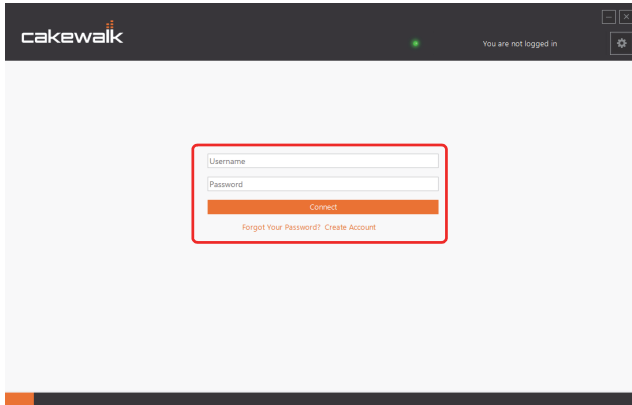 cakewalk
You are not logged in
Username
Password
Connect
Forgot Your Password? Create Account